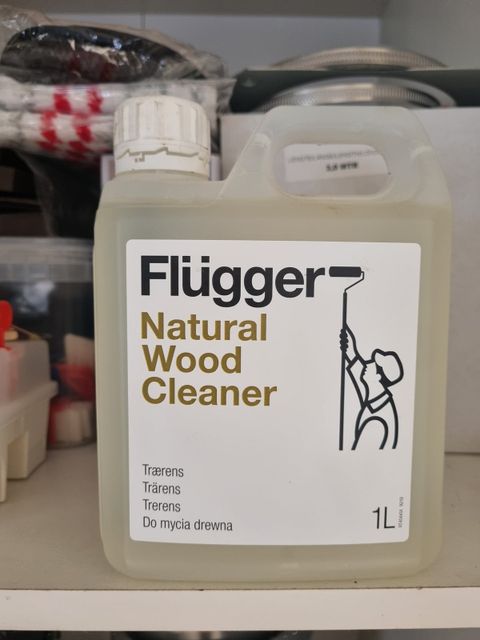 Flügger
Natural
Wood
Cleaner
Trærens
Trärens
Trerens
Do mycia drewna
1L